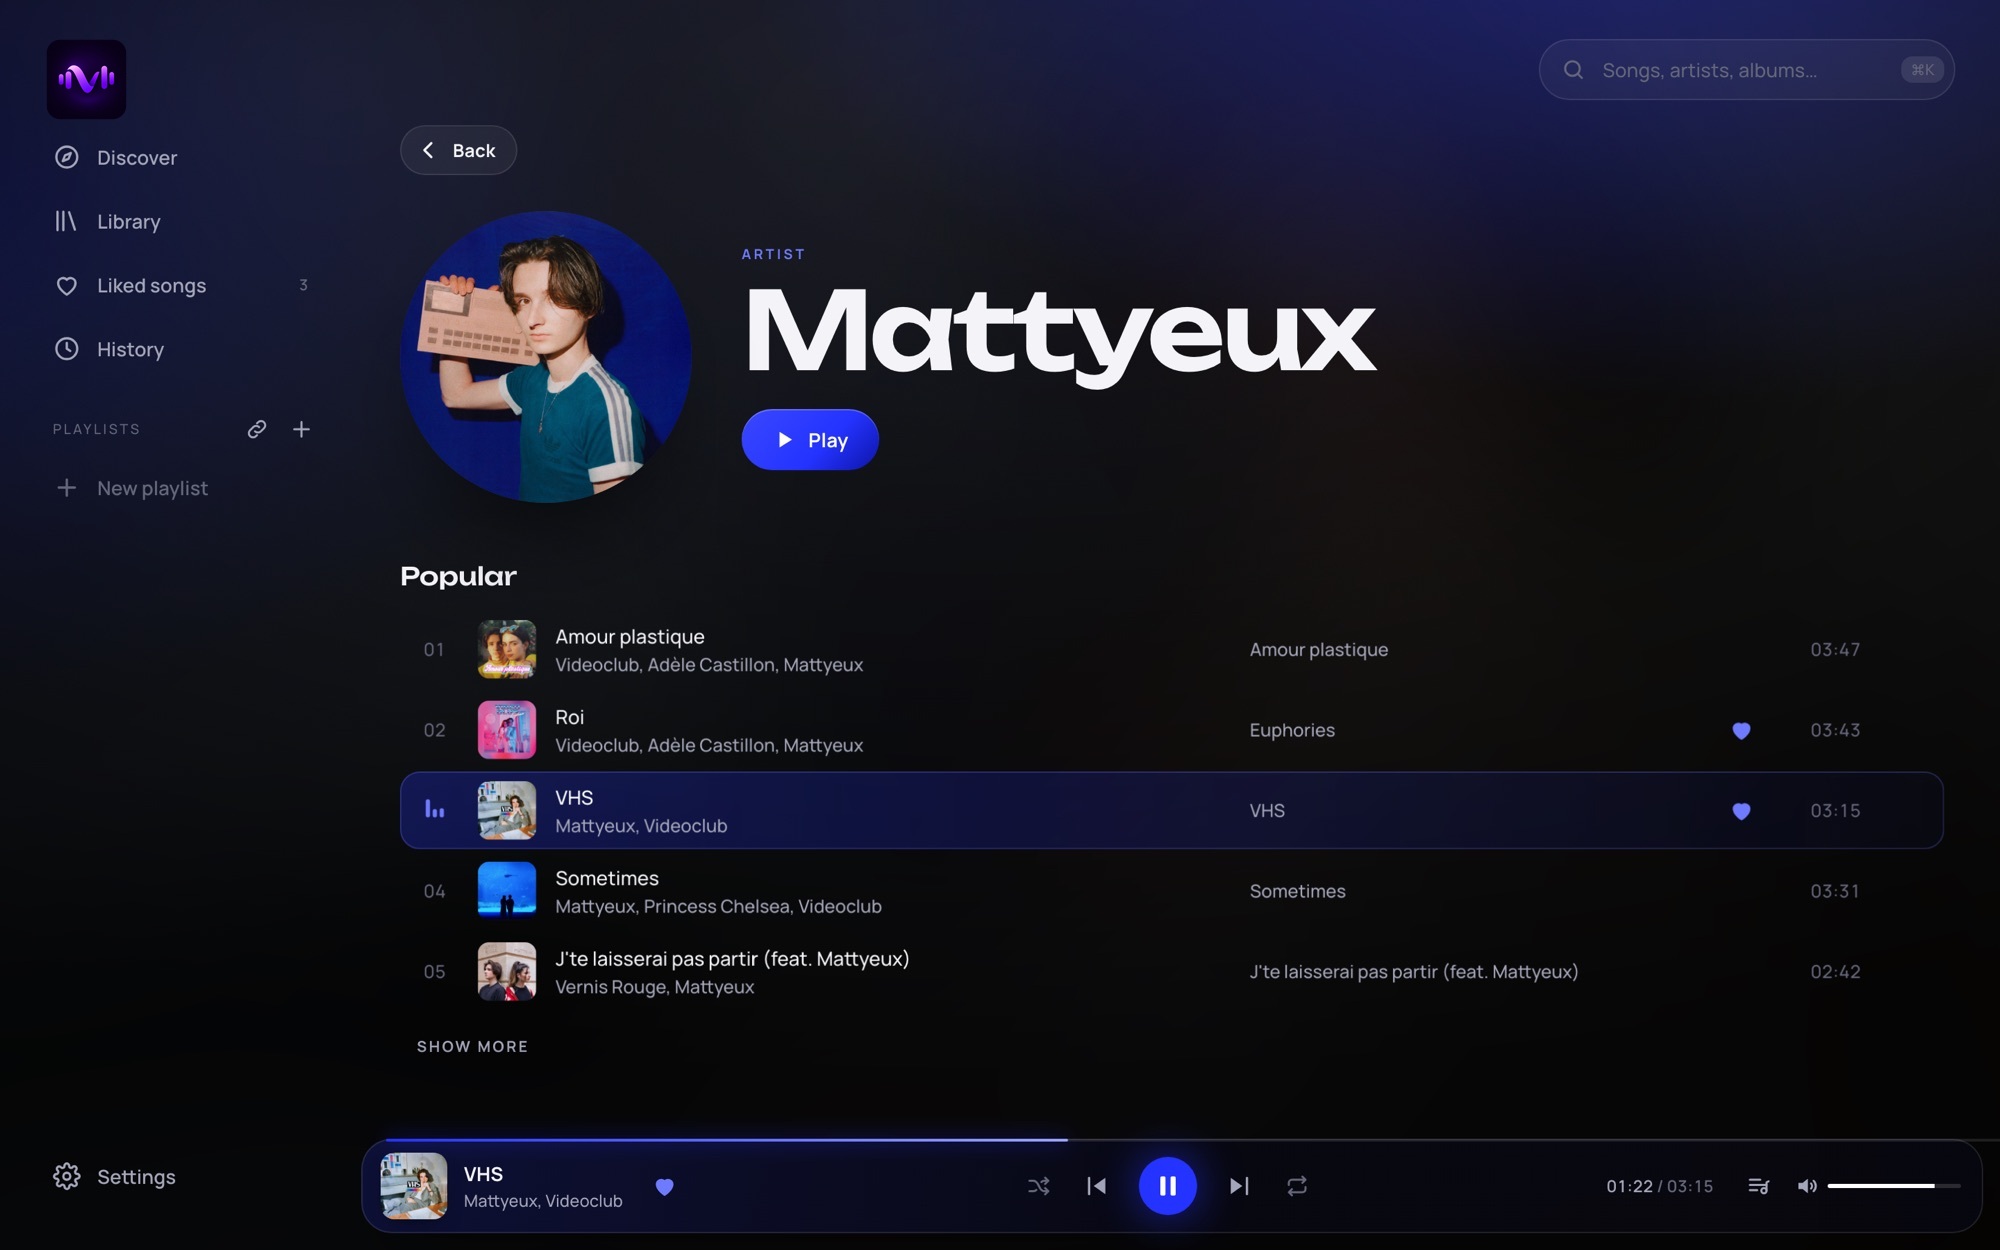 Songs, artists, albums...
⌘K
Discover
Library
Liked songs
3
History
PLAYLISTS
New playlist
Back
ARTIST
Mattyeux
Play
Popular
01
Amour plastique
Videoclub, Adèle Castillon, Mattyeux
Amour plastique
03:47
02
Roi
Videoclub, Adèle Castillon, Mattyeux
Euphories
03:43
VHS
Mattyeux, Videoclub
VHS
03:15
04
Sometimes
Mattyeux, Princess Chelsea, Videoclub
Sometimes
03:31
05
J'te laisserai pas partir (feat. Mattyeux)
Vernis Rouge, Mattyeux
J'te laisserai pas partir (feat. Mattyeux)
02:42
SHOW MORE
Settings
VHS
Mattyeux, Videoclub
01:22 / 03:15